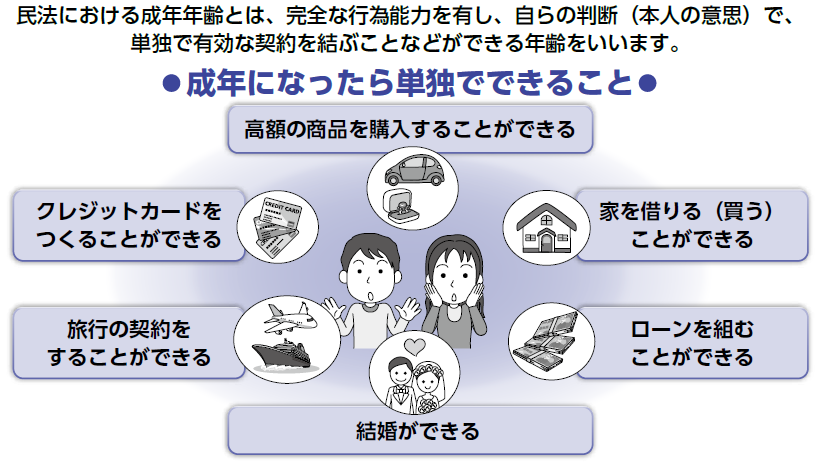 民法における成年年齢とは、完全な行為能力を有し、自らの判断（本人の意思）で、
単独で有効な契約を結ぶことなどができる年齢をいいます。
●成年になったら単独でできること●
高額の商品を購入することができる
クレジットカードを
つくることができる
CREDIT CARD
家を借りる（買う）
ことができる
旅行の契約を
することができる
ローンを組む
ことができる
結婚ができる